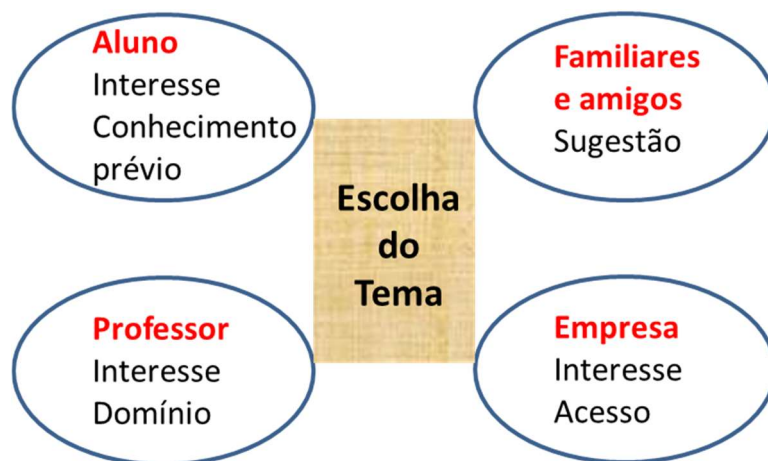 Aluno
Interesse
Conhecimento
prévio
Familiares
e amigos
Sugestão
Escolha
do
Tema
Professor
Interesse
Domínio
Empresa
Interesse
Acesso